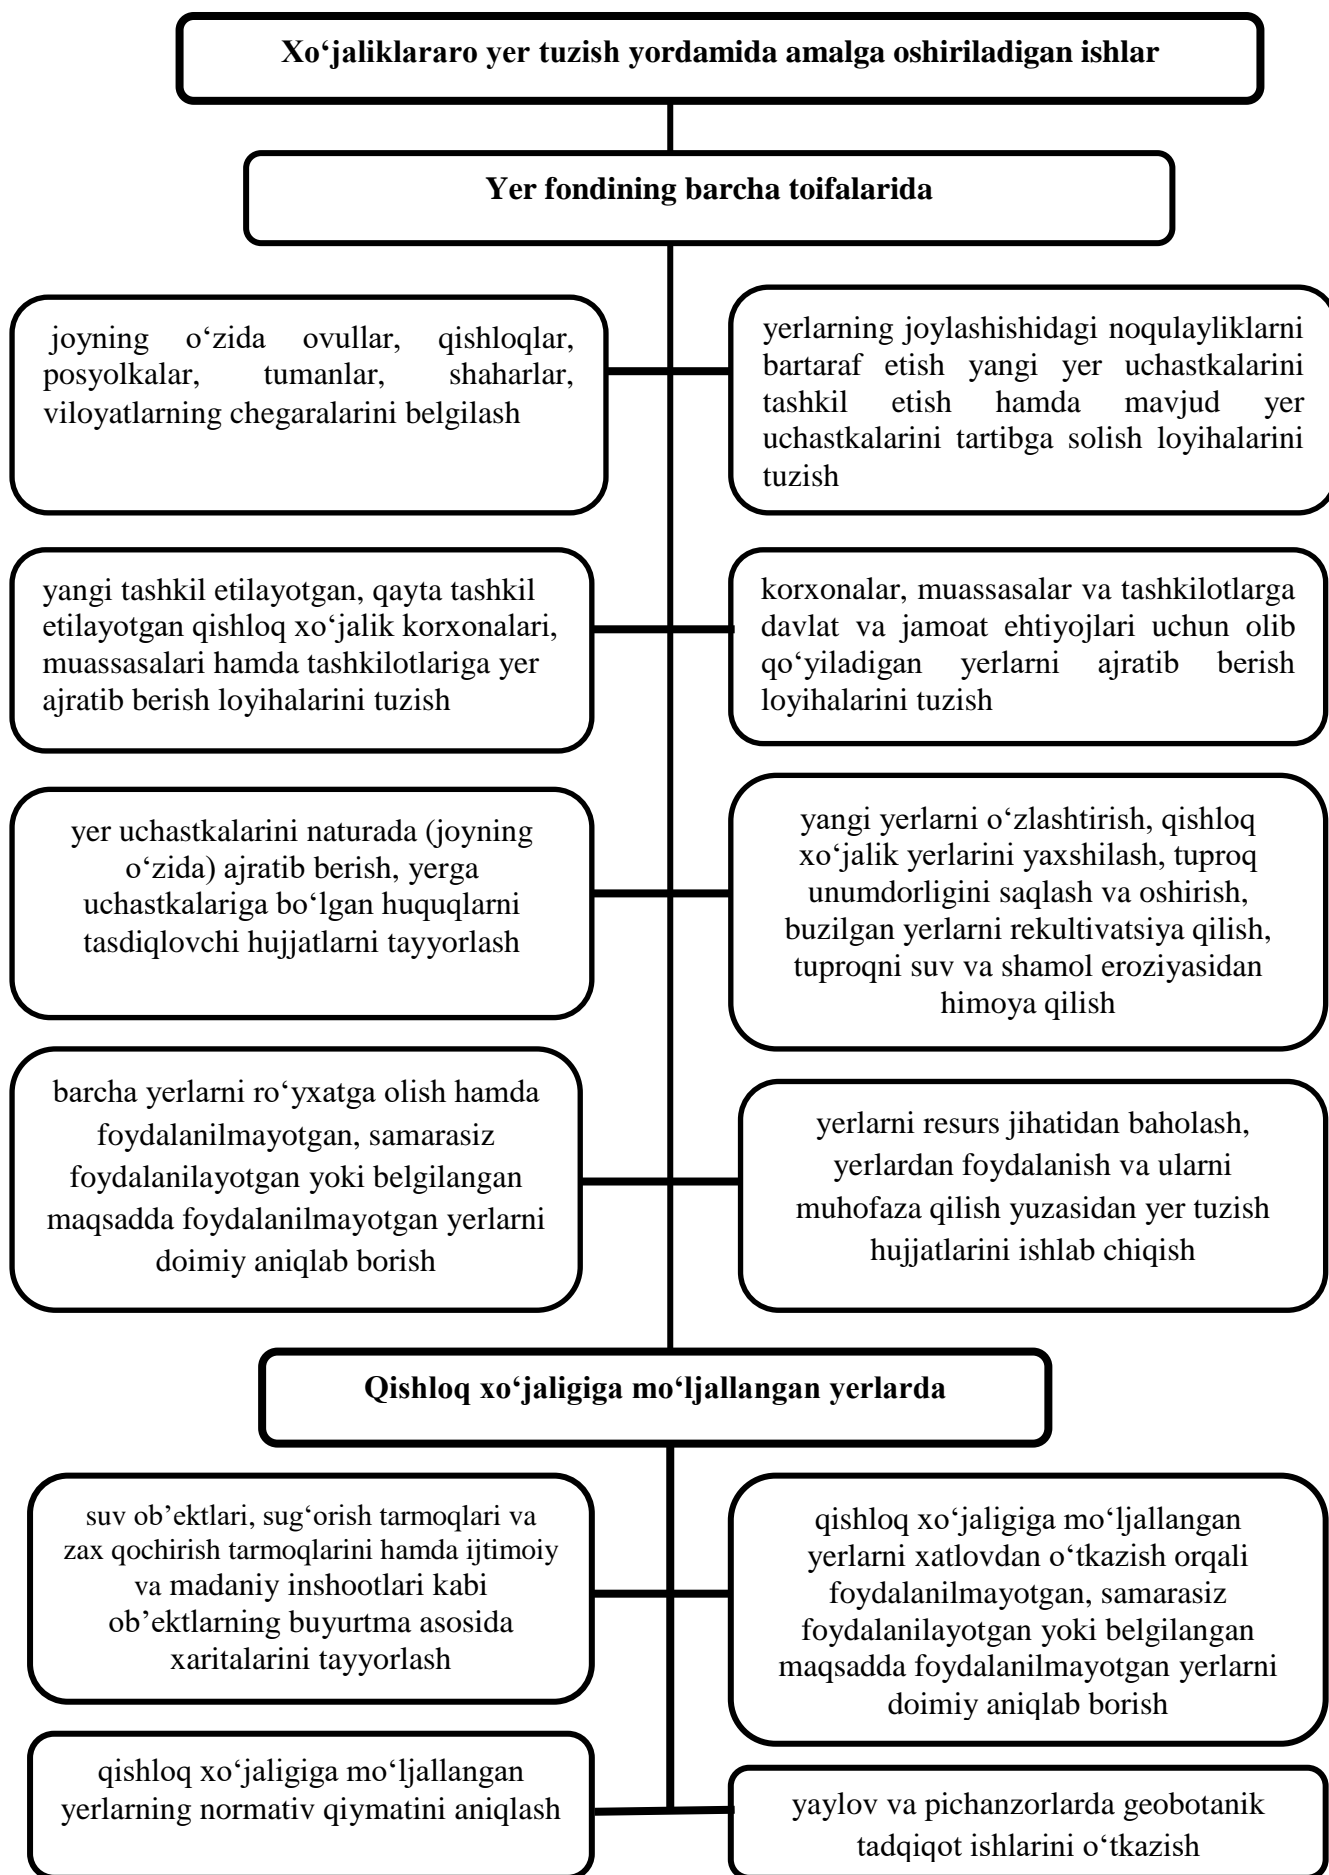 Xo‘jaliklararo yer tuzish yordamida amalga oshiriladigan ishlar
Yer fondining barcha toifalarida
joyning o‘zida ovullar, qishloqlar,
posyolkalar, tumanlar, shaharlar,
viloyatlarning chegaralarini belgilash
yerlarning joylashishidagi noqulayliklarni
bartaraf etish yangi yer uchastkalarini
tashkil etish hamda mavjud yer
uchastkalarini tartibga solish loyihalarini
tuzish
yangi tashkil etilayotgan, qayta tashkil
etilayotgan qishloq xo‘jalik korxonalari,
muassasalari hamda tashkilotlariga yer
ajratib berish loyihalarini tuzish
korxonalar, muassasalar va tashkilotlarga
davlat va jamoat ehtiyojlari uchun olib
qo‘yiladigan yerlarni ajratib berish
loyihalarini tuzish
yer uchastkalarini naturada (joyning
o‘zida) ajratib berish, yerga
uchastkalariga bo‘lgan huquqlarni
tasdiqlovchi hujjatlarni tayyorlash
yangi yerlarni o‘zlashtirish, qishloq
xo‘jalik yerlarini yaxshilash, tuproq
unumdorligini saqlash va oshirish,
buzilgan yerlarni rekultivatsiya qilish,
tuproqni suv va shamol eroziyasidan
himoya qilish
barcha yerlarni ro‘yxatga olish hamda
foydalanilmayotgan, samarasiz
foydalanilayotgan yoki belgilangan
maqsadda foydalanilmayotgan yerlarni
doimiy aniqlab borish
yerlarni resurs jihatidan baholash,
yerlardan foydalanish va ularni
muhofaza qilish yuzasidan yer tuzish
hujjatlarini ishlab chiqish
Qishloq xo‘jaligiga mo‘ljallangan yerlarda
suv ob’ektlari, sug‘orish tarmoqlari va
zax qochirish tarmoqlarini hamda ijtimoiy
va madaniy inshootlari kabi
ob’ektlarning buyurtma asosida
xaritalarini tayyorlash
qishloq xo‘jaligiga mo‘ljallangan
yerlarni xatlovdan o‘tkazish orqali
foydalanilmayotgan, samarasiz
foydalanilayotgan yoki belgilangan
maqsadda foydalanilmayotgan yerlarni
doimiy aniqlab borish
qishloq xo‘jaligiga mo‘ljallangan
yerlarning normativ qiymatini aniqlash
yaylov va pichanzorlarda geobotanik
tadqiqot ishlarini o‘tkazish